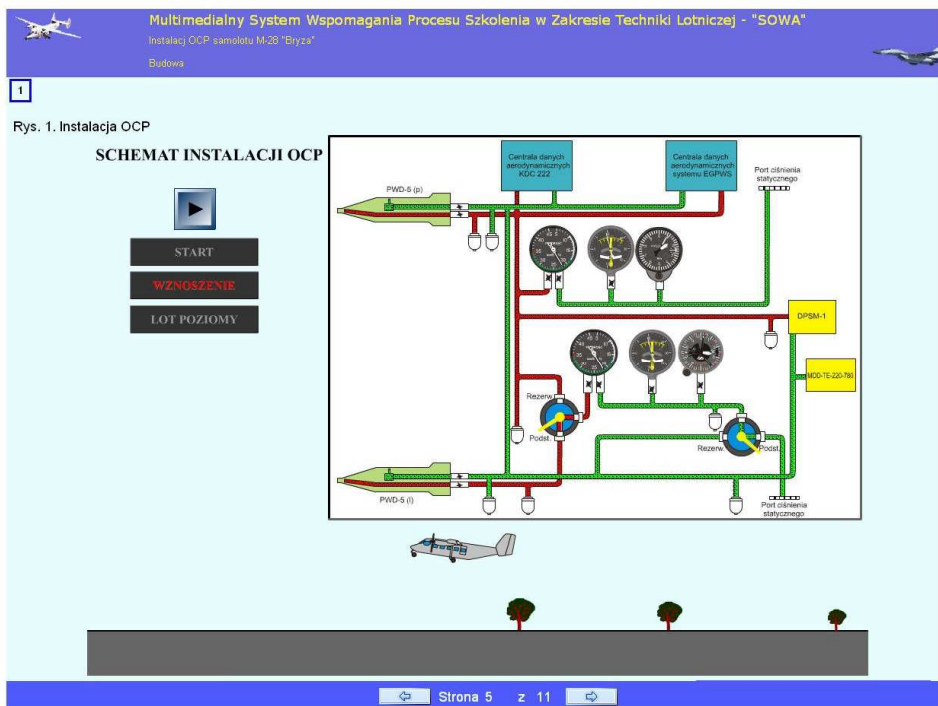 Multimedialny System Wspomagania Procesu Szkolenia w Zakresie Techniki Lotniczej - "SOWA"
Instalacj OCP samolotu M-28 "Bryza"
Budowa
1
Rys. 1. Instalacja OCP
SCHEMAT INSTALACJI OCP
START
WZNOSZENIE
LOT POZIOMY
Centrala danych
aerodynamicznych
KDC 222
Centrala danych
aerodynamicznych
systemu EGPWS
Port ciśnienia
statycznego
PWD-5 (p)
DPSM-1
MDD-TE-220-780
Rezerw.
Podst.
Rezerw.
Podst.
PWD-5 (l)
Port ciśnienia
statycznego
Strona 5 z 11